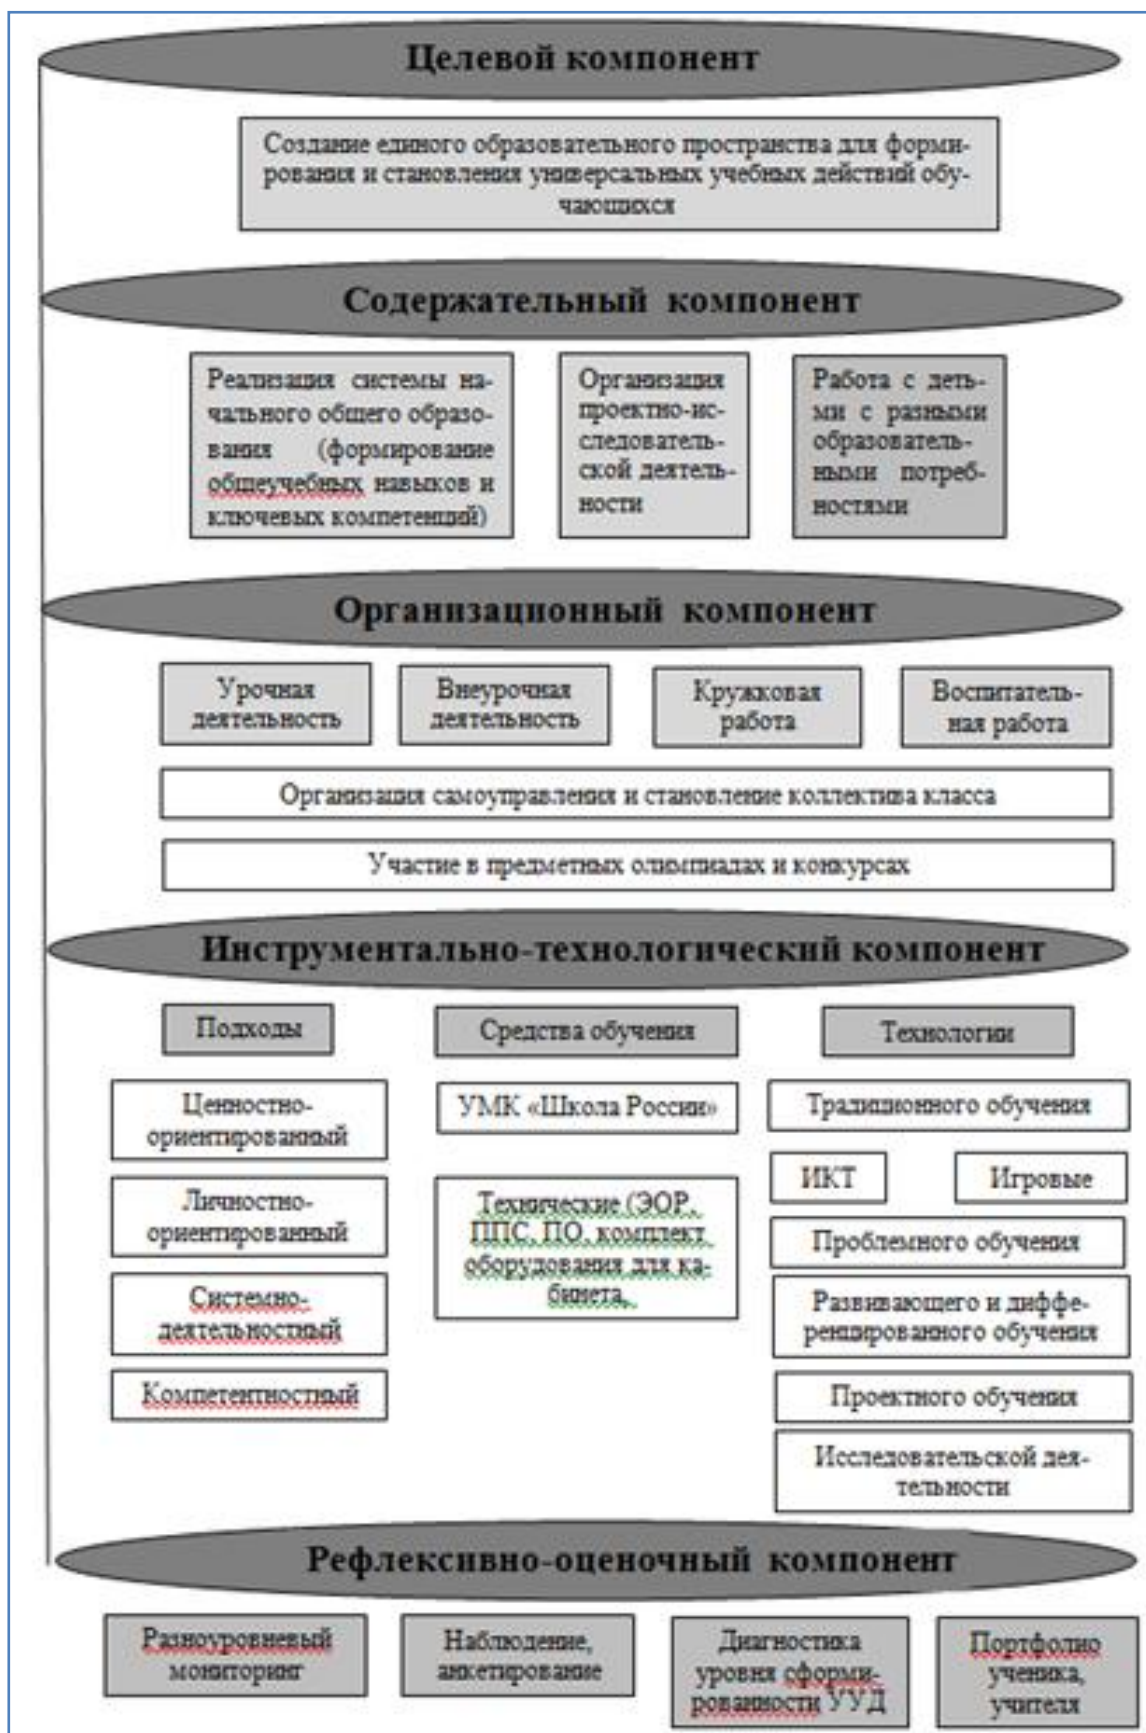 Целевой компонент
Создание единого образовательного пространства для форми-
рования и становления универсальных учебных действий обу-
чающихся
Содержательный компонент
Реализация системы на-
чального общего образо-
вания (формирование
общеучебных навыков и
ключевых компетенций)
Организация
проектно-ис-
следователь-
ской деятель-
ности
Работа с деть-
ми с разными
образователь-
ными потреб-
ностями
Организационный компонент
Урочная
деятельность
Внеурочная
деятельность
Кружковая
работа
Воспитатель-
ная работа
Организация самоуправления и становление коллектива класса
Участие в предметных олимпиадах и конкурсах
Инструментально-технологический компонент
Подходы
Средства обучения
Технологии
Ценностно-
ориентированный
Личностно-
ориентированный
Системно-
деятельностный
Компетентностный
УМК «Школа России»
Технические (ЭОР,
ППС, ПО, комплект
оборудования для ка-
бинета,
Традиционного обучения
ИКТ
Игровые
Проблемного обучения
Развивающего и диффе-
ренцированного обучения
Проектного обучения
Исследовательской дея-
тельности
Рефлексивно-оценочный компонент
Разноуровневый
мониторинг
Наблюдение,
анкетирование
Диагностика
уровня сформи-
рованности УУД
Портфолио
ученика,
учителя